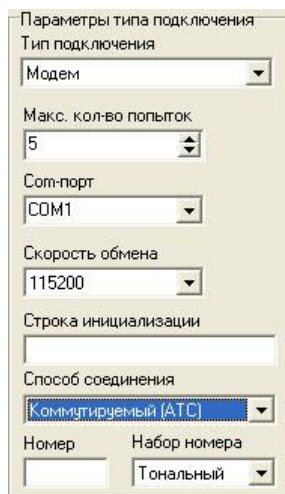 Параметры типа подключения
Тип подключения
Модем
Макс. кол-во попыток
5
Com-порт
COM1
Скорость обмена
115200
Строка инициализации
Способ соединения
Коммутируемый (АТС)
Номер Набор номера
Тональный